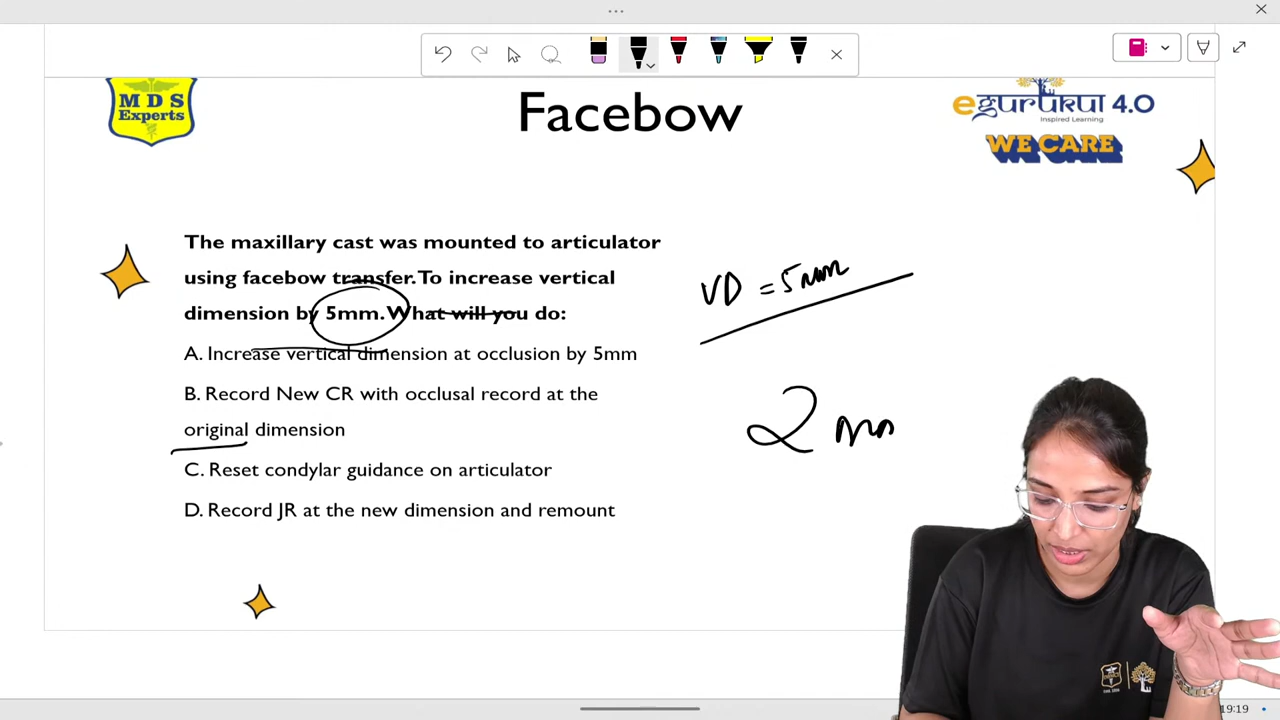 MDS
Experts
Facebow
egurukul 4.0
Inspired Learning
WE CARE
The maxillary cast was mounted to articulator
using facebow transfer. To increase vertical
dimension by 5mm. What will you do:
A. Increase vertical dimension at occlusion by 5mm
B. Record New CR with occlusal record at the
original dimension
C. Reset condylar guidance on articulator
D. Record JR at the new dimension and remount
VD = 5mm
2 mm
19:19